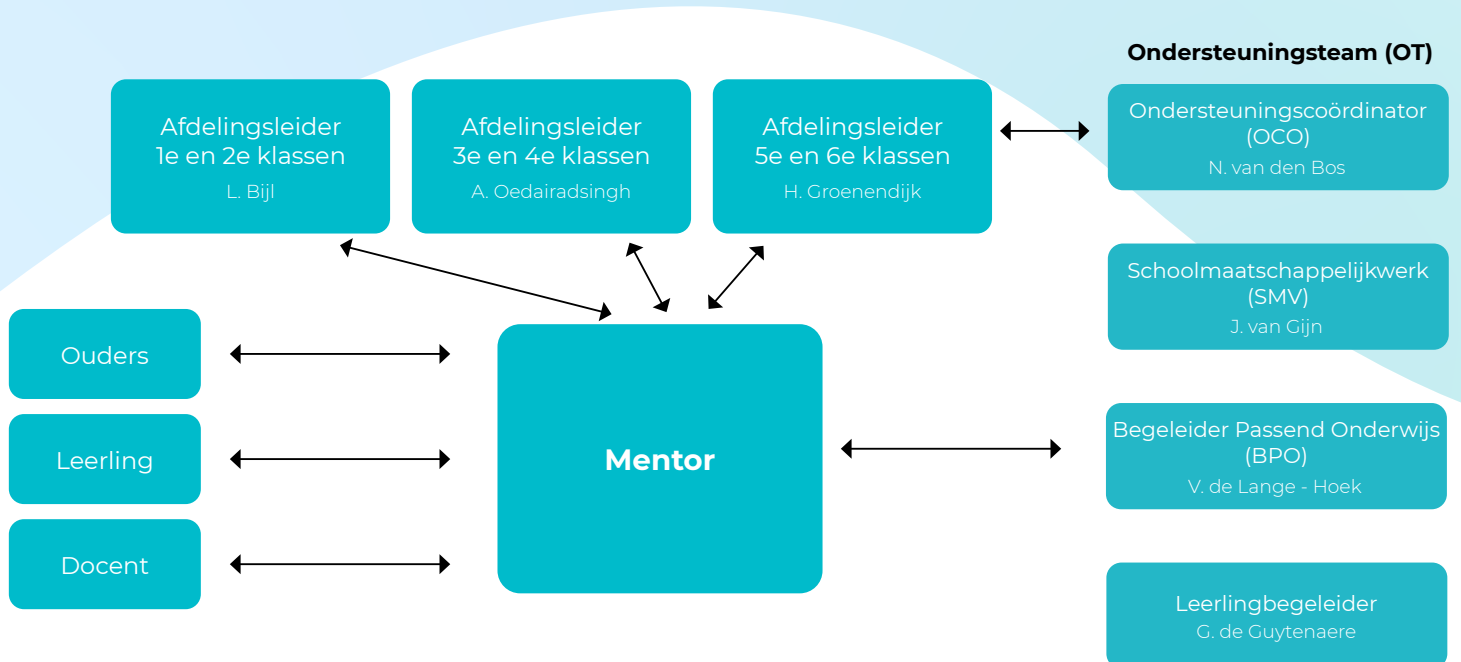 Ondersteuningsteam (OT)
Afdelingsleider
1e en 2e klassen
L. Bijl
Afdelingsleider
3e en 4e klassen
A. Oedairadsingh
Afdelingsleider
5e en 6e klassen
H. Groenendijk
Ondersteuningscoördinator
(OCO)
N. van den Bos
Schoolmaatschappelijkwerk
(SMV)
J. van Gijn
Ouders
Leerling
Docent
Mentor
Begeleider Passend Onderwijs
(BPO)
V. de Lange - Hoek
Leerlingbegeleider
G. de Guytenaere